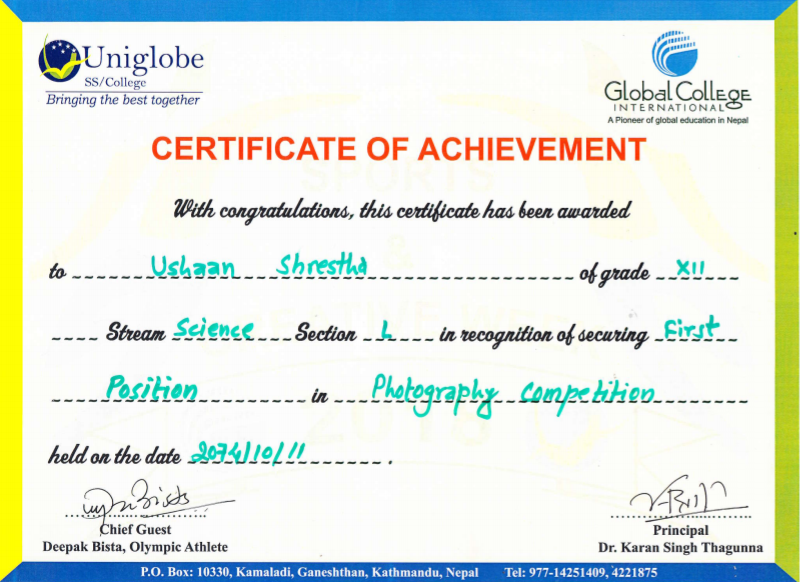 Uniglobe
SS/College
Bringing the best together
Global College
INTERNATIONAL
A Pioneer of global education in Nepal
CERTIFICATE OF ACHIEVEMENT
With congratulations, this certificate has been awarded
to Ushaan Shrestha of grade XII
Stream Science Section L in recognition of securing First
Position in Photography Competition
held on the date 2074/10/11.
Chief Guest
Deepak Bista, Olympic Athlete
Principal
Dr. Karan Singh Thagunna
P.O. Box: 10330, Kamaladi, Ganeshthan, Kathmandu, Nepal Tel: 977-14251409, 4221875